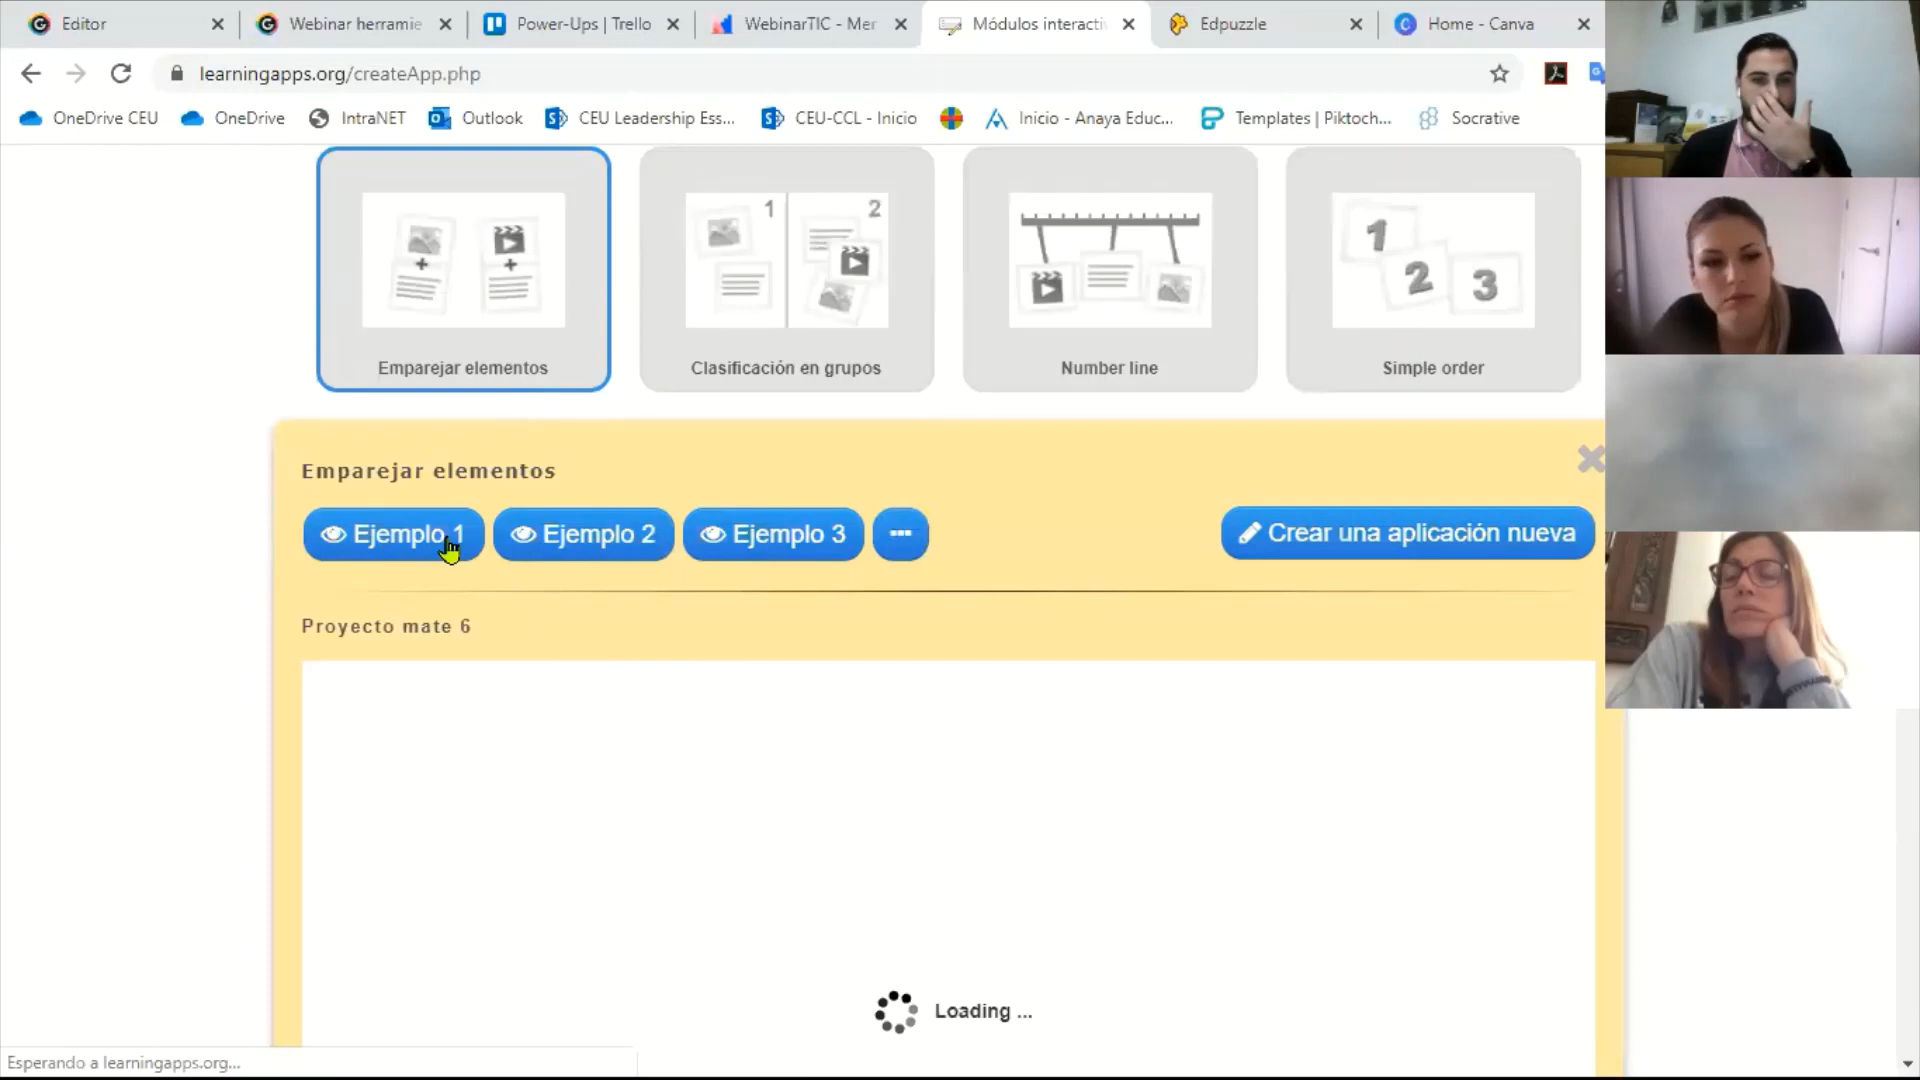 Editor
Webinar herramie
Power-Ups | Trello
WebinarTIC - Mer
Módulos interacti
Edpuzzle
Home - Canva
learningapps.org/createApp.php
OneDrive CEU
OneDrive
IntraNET
Outlook
CEU Leadership Ess...
CEU-CCL - Inicio
Inicio - Anaya Educ...
Templates | Piktoch...
Socrative
1
2
1
2
3
Emparejar elementos
Clasificación en grupos
Number line
Simple order
Emparejar elementos
Ejemplo 1
Ejemplo 2
Ejemplo 3
Crear una aplicación nueva
Proyecto mate 6
Loading ...
Esperando a learningapps.org...